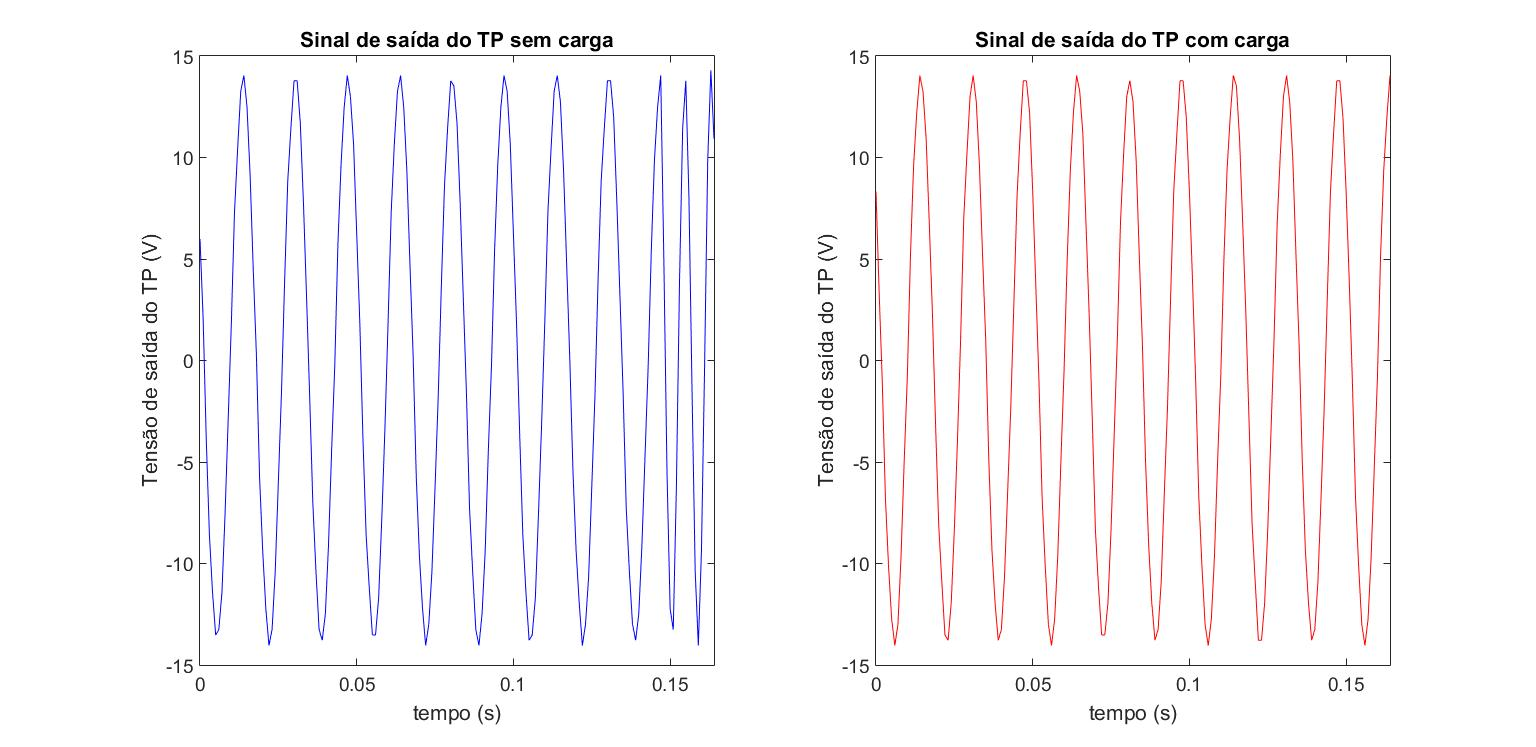 Sinal de saída do TP sem carga
15
10
5
0
-5
-10
-15
Tensão de saída do TP (V)
0 0.05 0.1 0.15
tempo (s)
Sinal de saída do TP com carga
15
10
5
0
-5
-10
-15
Tensão de saída do TP (V)
0 0.05 0.1 0.15
tempo (s)